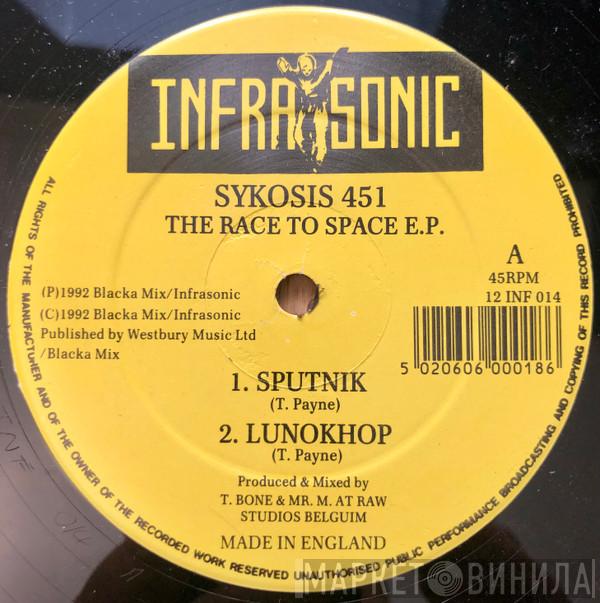 INFRA SONIC
SYKOSIS 451
THE RACE TO SPACE E.P.
A
45RPM
12 INF 014
(P)1992 Blacka Mix/Infrasonic
(C)1992 Blacka Mix/Infrasonic
Published by Westbury Music Ltd
/Blacka Mix
5 020606 000186
1. SPUTNIK
(T. Payne)
2. LUNOKHOP
(T. Payne)
Produced & Mixed by
T. BONE & MR. M. AT RAW
STUDIOS BELGUIM
MADE IN ENGLAND
ALL RIGHTS OF THE MANUFACTURER AND OF THE OWNER OF THE RECORDED WORK RESERVED UNAUTHORISED PUBLIC PERFORMANCE BROADCASTING AND COPYING OF THIS RECORD PROHIBITED
МАРКЕТ ВИНИЛА